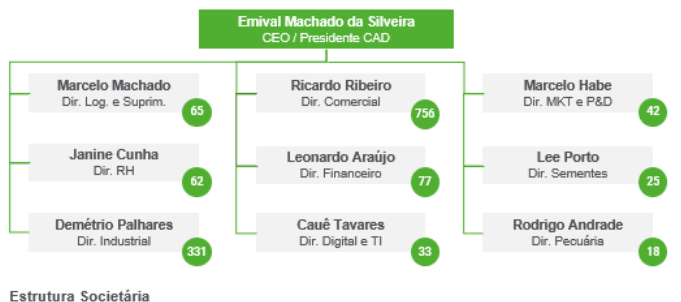 Emival Machado da Silveira
CEO / Presidente CAD
Marcelo Machado
Dir. Log. e Suprim.
65
Ricardo Ribeiro
Dir. Comercial
756
Marcelo Habe
Dir. MKT e P&D
42
Janine Cunha
Dir. RH
62
Leonardo Araújo
Dir. Financeiro
77
Lee Porto
Dir. Sementes
25
Demétrio Palhares
Dir. Industrial
331
Cauê Tavares
Dir. Digital e TI
33
Rodrigo Andrade
Dir. Pecuária
18
Estrutura Societária